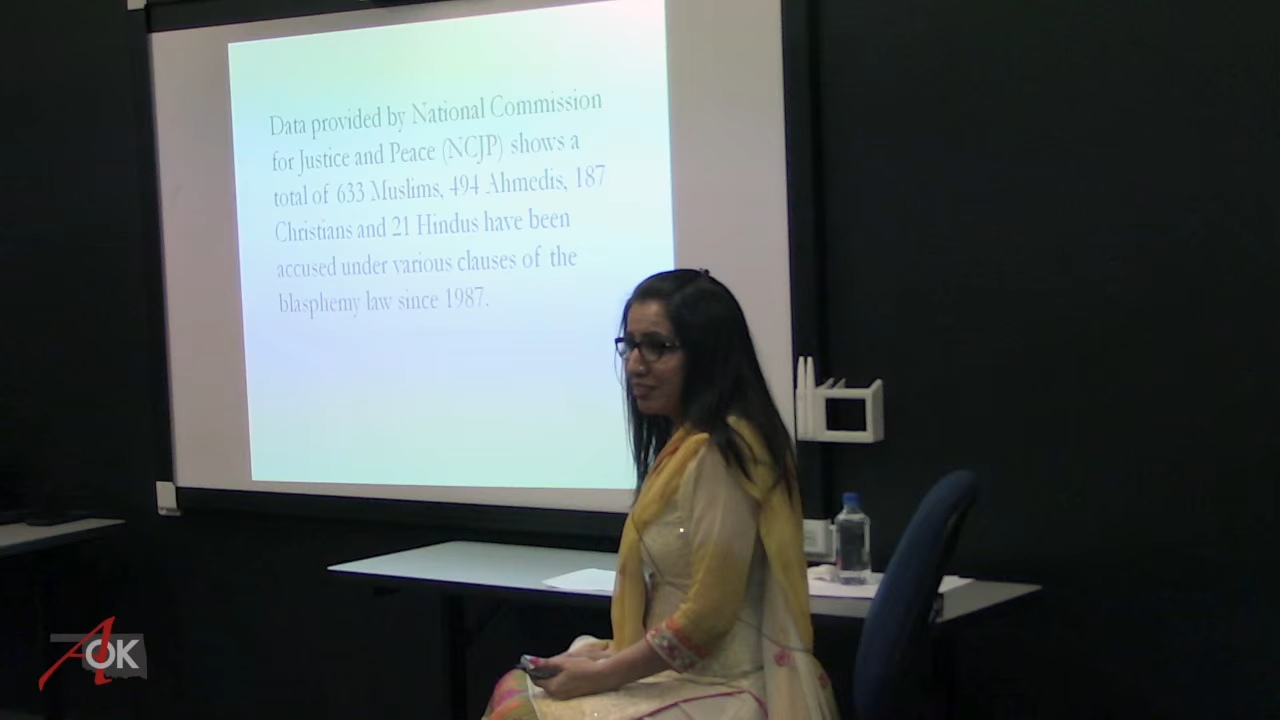 Data provided by National Commission
for Justice and Peace (NCJP) shows a
total of 633 Muslims, 494 Ahmedis, 187
Christians and 21 Hindus have been
accused under various clauses of the
blasphemy law since 1987.
AOK